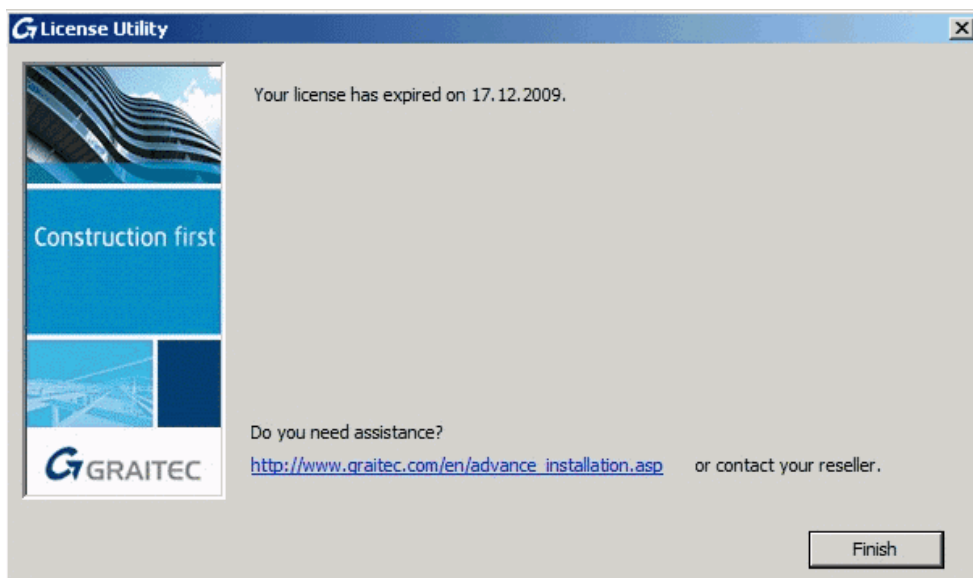 License Utility
Your license has expired on 17.12.2009.
Construction first
GRAITEC
Do you need assistance?
http://www.graitec.com/en/advance_installation.asp or contact your reseller.
Finish